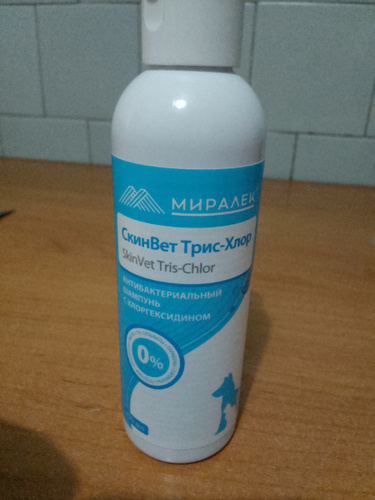 МИРАЛЕК
СкинВет Трис-Хлор
SkinVet Tris-Chlor
АНТИБАКТЕРИАЛЬНЫЙ
ШАМПУНЬ
С ХЛОРГЕКСИДИНОМ
0%